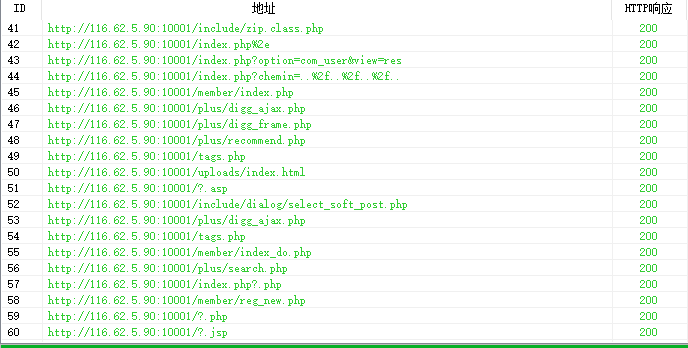 ID 地址 HTTP响应
41 http://116.62.5.90:10001/include/zip.class.php 200
42 http://116.62.5.90:10001/index.php%2e 200
43 http://116.62.5.90:10001/index.php?option=com_user&view=res 200
44 http://116.62.5.90:10001/index.php?chemin=..%2f..%2f..%2f.. 200
45 http://116.62.5.90:10001/member/index.php 200
46 http://116.62.5.90:10001/plus/digg_ajax.php 200
47 http://116.62.5.90:10001/plus/digg_frame.php 200
48 http://116.62.5.90:10001/plus/recommend.php 200
49 http://116.62.5.90:10001/tags.php 200
50 http://116.62.5.90:10001/uploads/index.html 200
51 http://116.62.5.90:10001/?.asp 200
52 http://116.62.5.90:10001/include/dialog/select_soft_post.php 200
53 http://116.62.5.90:10001/plus/digg_ajax.php 200
54 http://116.62.5.90:10001/tags.php 200
55 http://116.62.5.90:10001/member/index_do.php 200
56 http://116.62.5.90:10001/plus/search.php 200
57 http://116.62.5.90:10001/index.php?.php 200
58 http://116.62.5.90:10001/member/reg_new.php 200
59 http://116.62.5.90:10001/?.php 200
60 http://116.62.5.90:10001/?.jsp 200